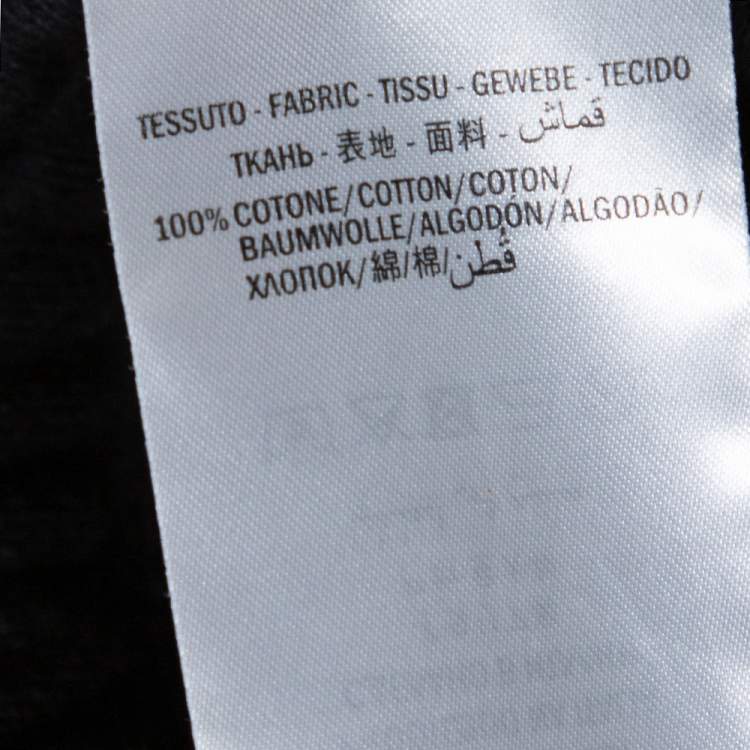 TESSUTO - FABRIC - TISSU - GEWEBE - TECIDO
ТКАНЬ - 表地 - 面料 - قماش
100% COTONE/COTTON/COTON/
BAUMWOLLE/ALGODÓN/ALGODÃO/
ХЛОПОК/綿/棉/قُطن